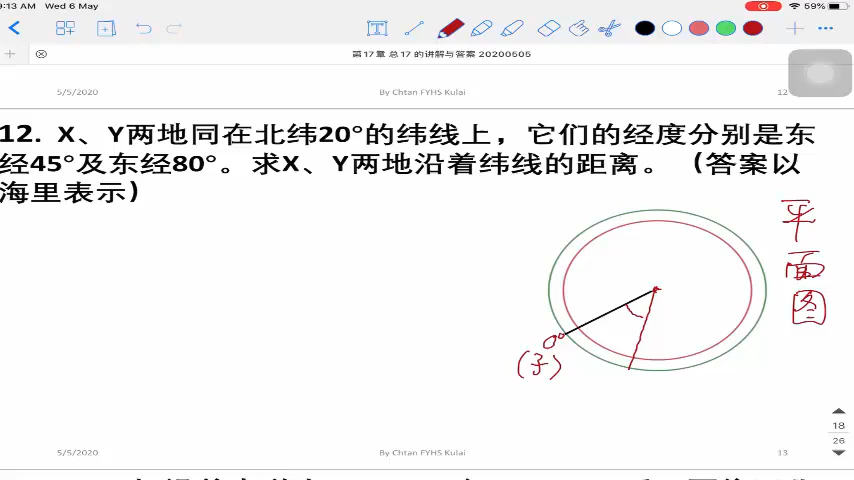 9:13 AM Wed 6 May
59%
T
第17章 总17 的讲解与答案 20200505
5/5/2020 By Chtan FYHS Kulai 12
12. X、Y两地同在北纬20°的纬线上，它们的经度分别是东
经45°及东经80°。求X、Y两地沿着纬线的距离。（答案以
海里表示）
平
面
图
0°
(子)
18
26
5/5/2020 By Chtan FYHS Kulai 13